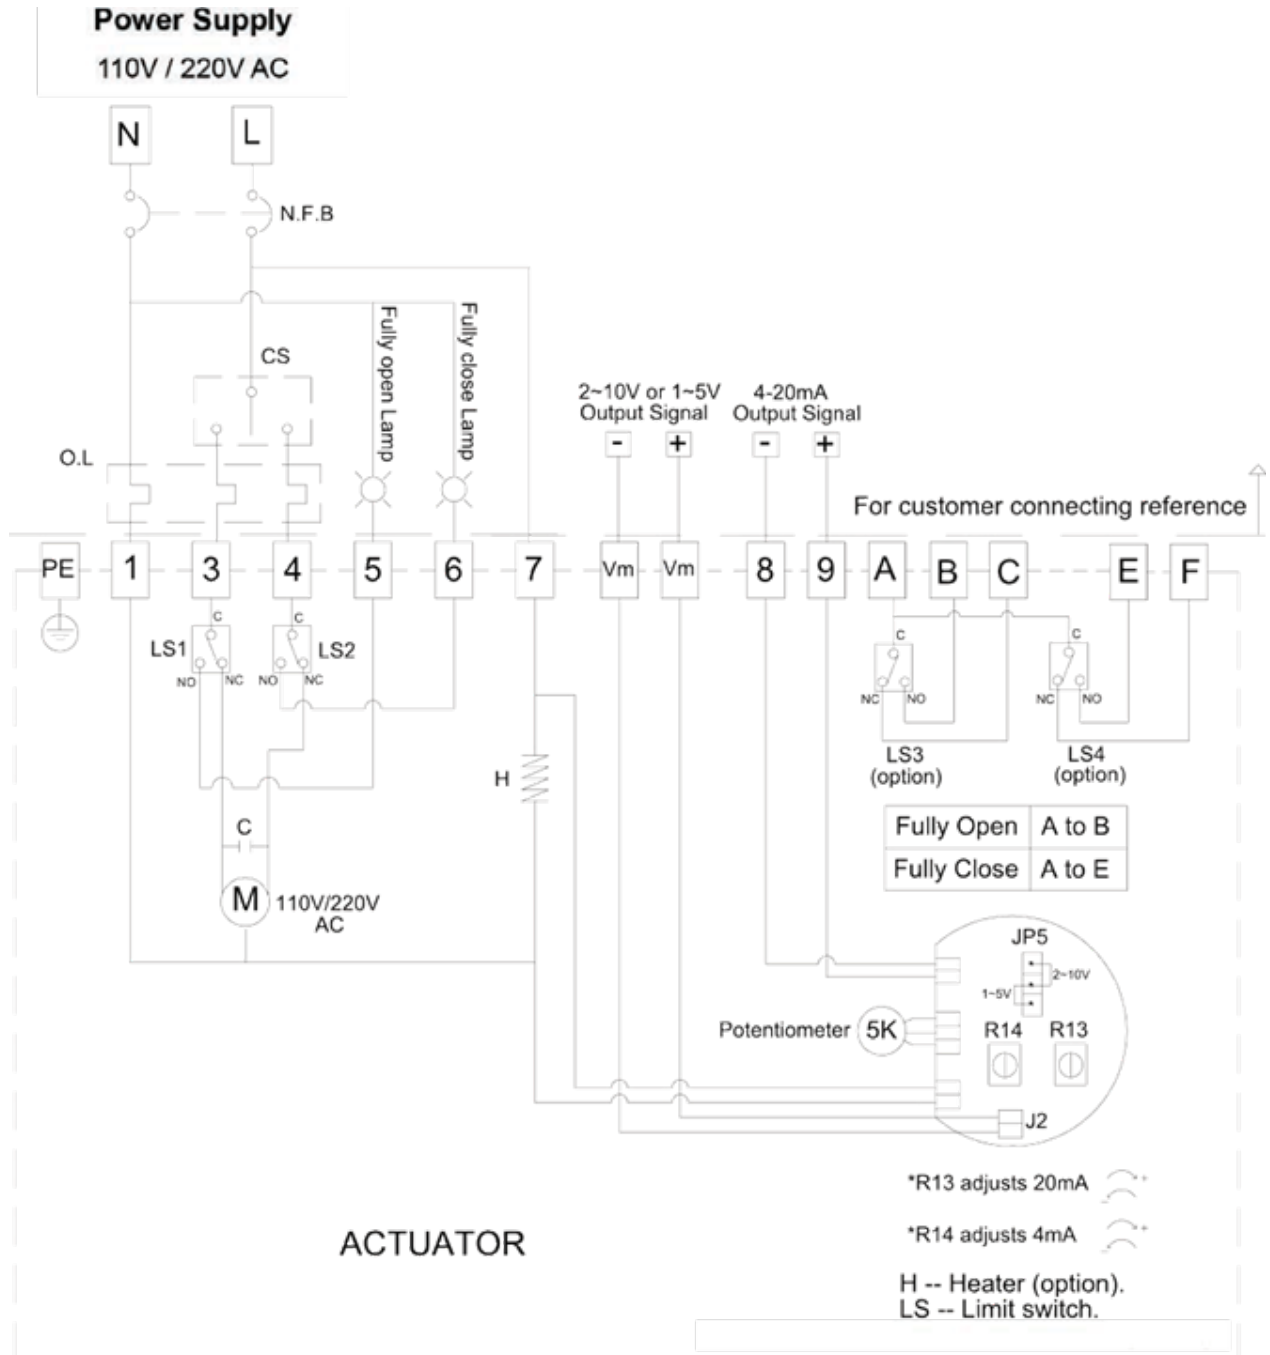 Power Supply
110V / 220V AC
N
L
N.F.B
CS
Fully open Lamp
Fully close Lamp
O.L
2~10V or 1~5V
Output Signal
4-20mA
Output Signal
-
+
-
+
For customer connecting reference
PE
1
3
4
5
6
7
Vm
Vm
8
9
A
B
C
E
F
C
LS1
NO
NC
C
LS2
NO
NC
C
NC
NO
LS3
(option)
C
NC
NO
LS4
(option)
H
C
M
110V/220V
AC
Fully Open A to B
Fully Close A to E
JP5
2~10V
1~5V
Potentiometer
5K
R14
R13
J2
*R13 adjusts 20mA
+
-
*R14 adjusts 4mA
+
-
ACTUATOR
H -- Heater (option).
LS -- Limit switch.